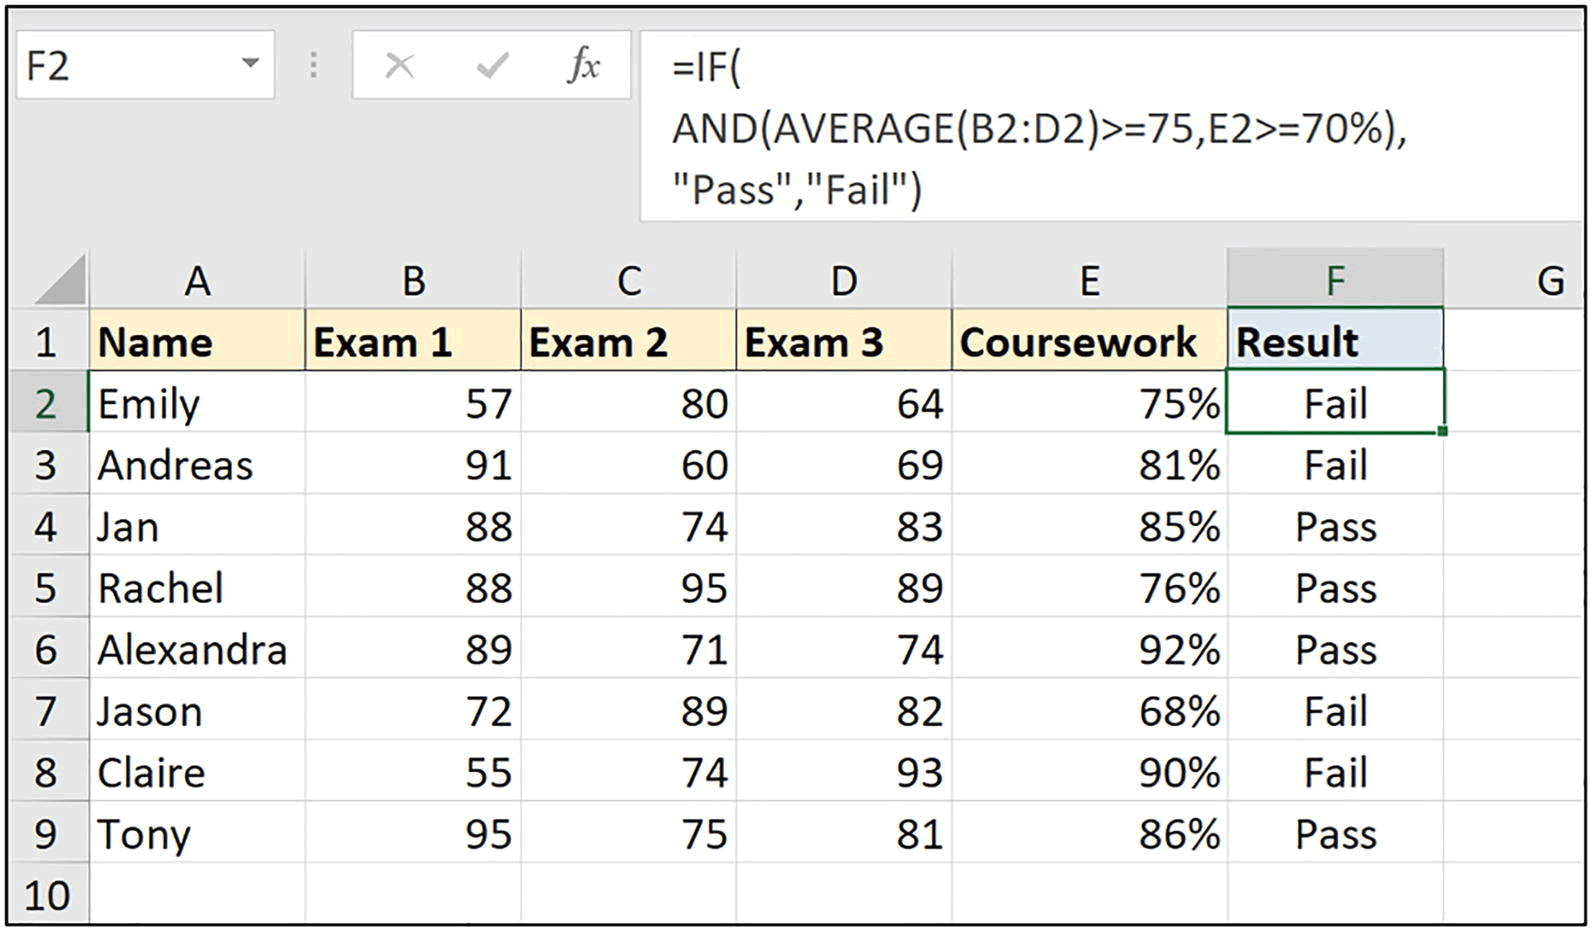 F2 fx =IF(
AND(AVERAGE(B2:D2)>=75,E2>=70%),
"Pass","Fail")
A B C D E F G
1 Name Exam 1 Exam 2 Exam 3 Coursework Result
2 Emily 57 80 64 75% Fail
3 Andreas 91 60 69 81% Fail
4 Jan 88 74 83 85% Pass
5 Rachel 88 95 89 76% Pass
6 Alexandra 89 71 74 92% Pass
7 Jason 72 89 82 68% Fail
8 Claire 55 74 93 90% Fail
9 Tony 95 75 81 86% Pass
10